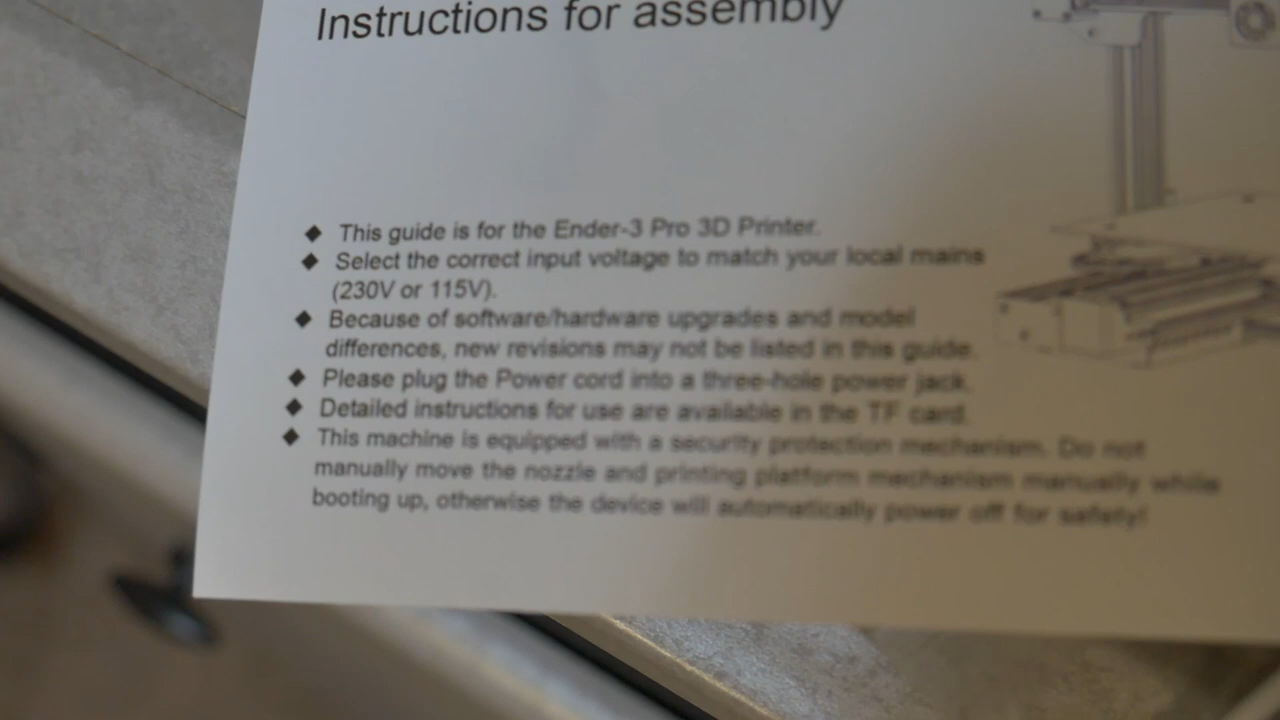 Instructions for assembly
◆ This guide is for the Ender-3 Pro 3D Printer.
◆ Select the correct input voltage to match your local mains
(230V or 115V).
◆ Because of software/hardware upgrades and model
differences, new revisions may not be listed in this guide.
◆ Please plug the Power cord into a three-hole power jack.
◆ Detailed instructions for use are available in the TF card.
◆ This machine is equipped with a security protection mechanism. Do not
manually move the nozzle and printing platform mechanism manually while
booting up, otherwise the device will automatically power off for safety!